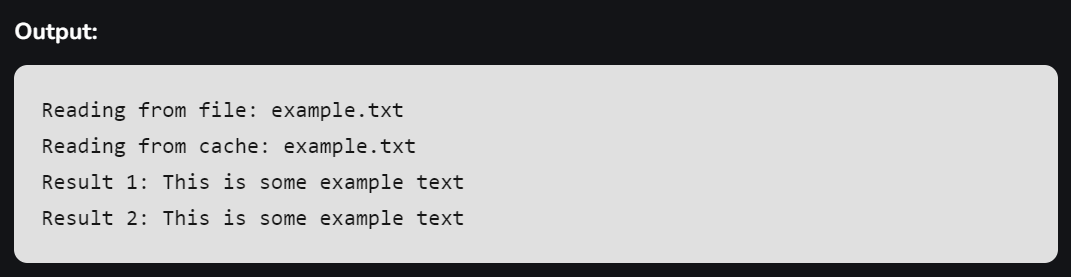 Output:
Reading from file: example.txt
Reading from cache: example.txt
Result 1: This is some example text
Result 2: This is some example text